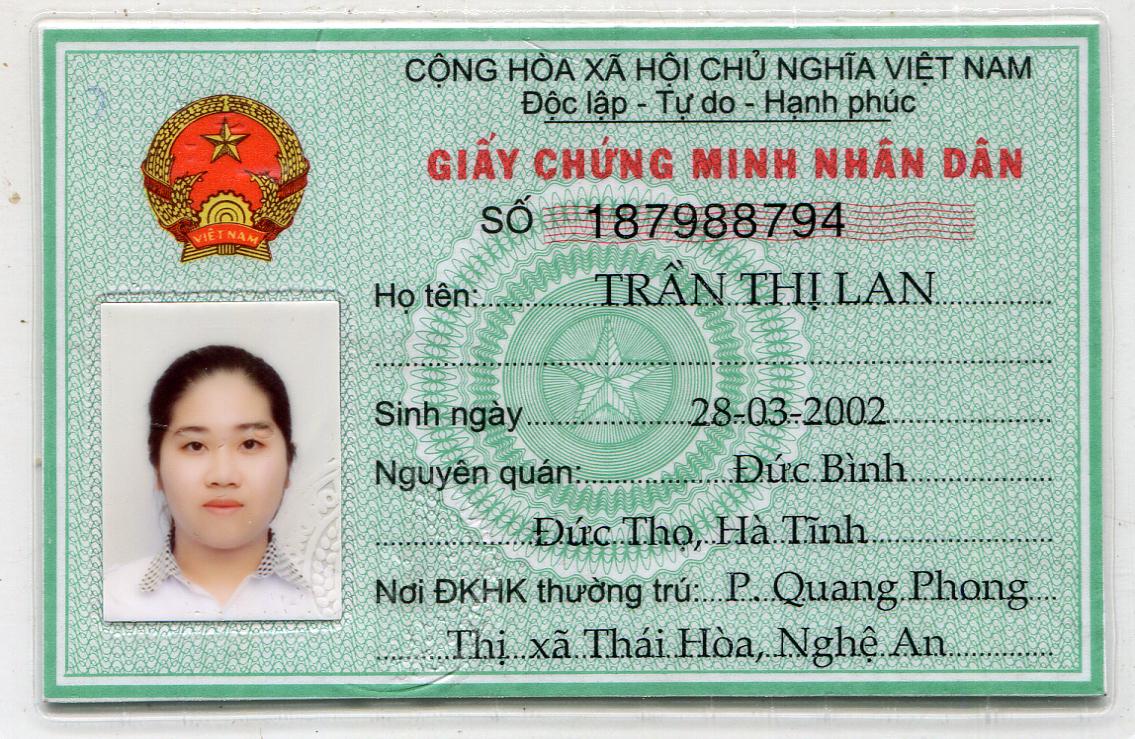 CỘNG HÒA XÃ HỘI CHỦ NGHĨA VIỆT NAM
Độc lập - Tự do - Hạnh phúc
GIẤY CHỨNG MINH NHÂN DÂN
SỐ 187988794
VIỆT NAM
Họ tên: TRẦN THỊ LAN
Sinh ngày 28-03-2002
Nguyên quán: Đức Bình
Đức Thọ, Hà Tĩnh
Nơi ĐKHK thường trú: P. Quang Phong
Thị xã Thái Hòa, Nghệ An